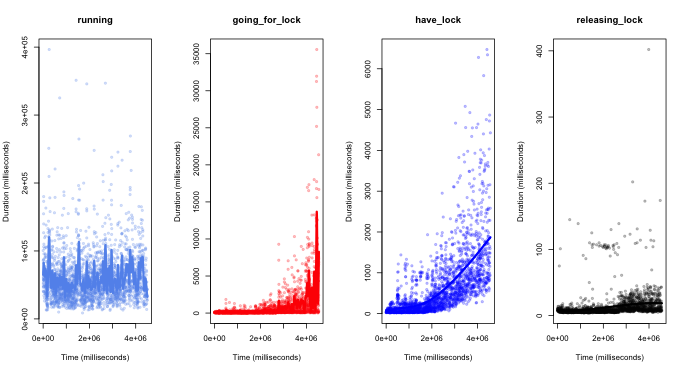 running
going_for_lock
have_lock
releasing_lock
Duration (milliseconds)
0e+00
1e+05
2e+05
3e+05
4e+05
0e+00
2e+06
4e+06
Time (milliseconds)
Duration (milliseconds)
0
5000
10000
15000
20000
25000
30000
35000
0e+00
2e+06
4e+06
Time (milliseconds)
Duration (milliseconds)
0
1000
2000
3000
4000
5000
6000
0e+00
2e+06
4e+06
Time (milliseconds)
Duration (milliseconds)
0
100
200
300
400
0e+00
2e+06
4e+06
Time (milliseconds)